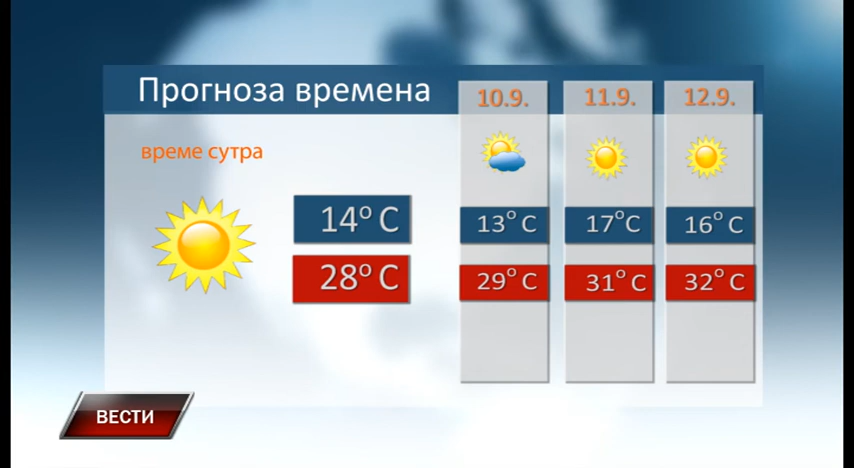 Прогноза времена
време сутра
14° C
28° C
10.9.
13° C
29° C
11.9.
17°C
31° C
12.9.
16° C
32° C
ВЕСТИ